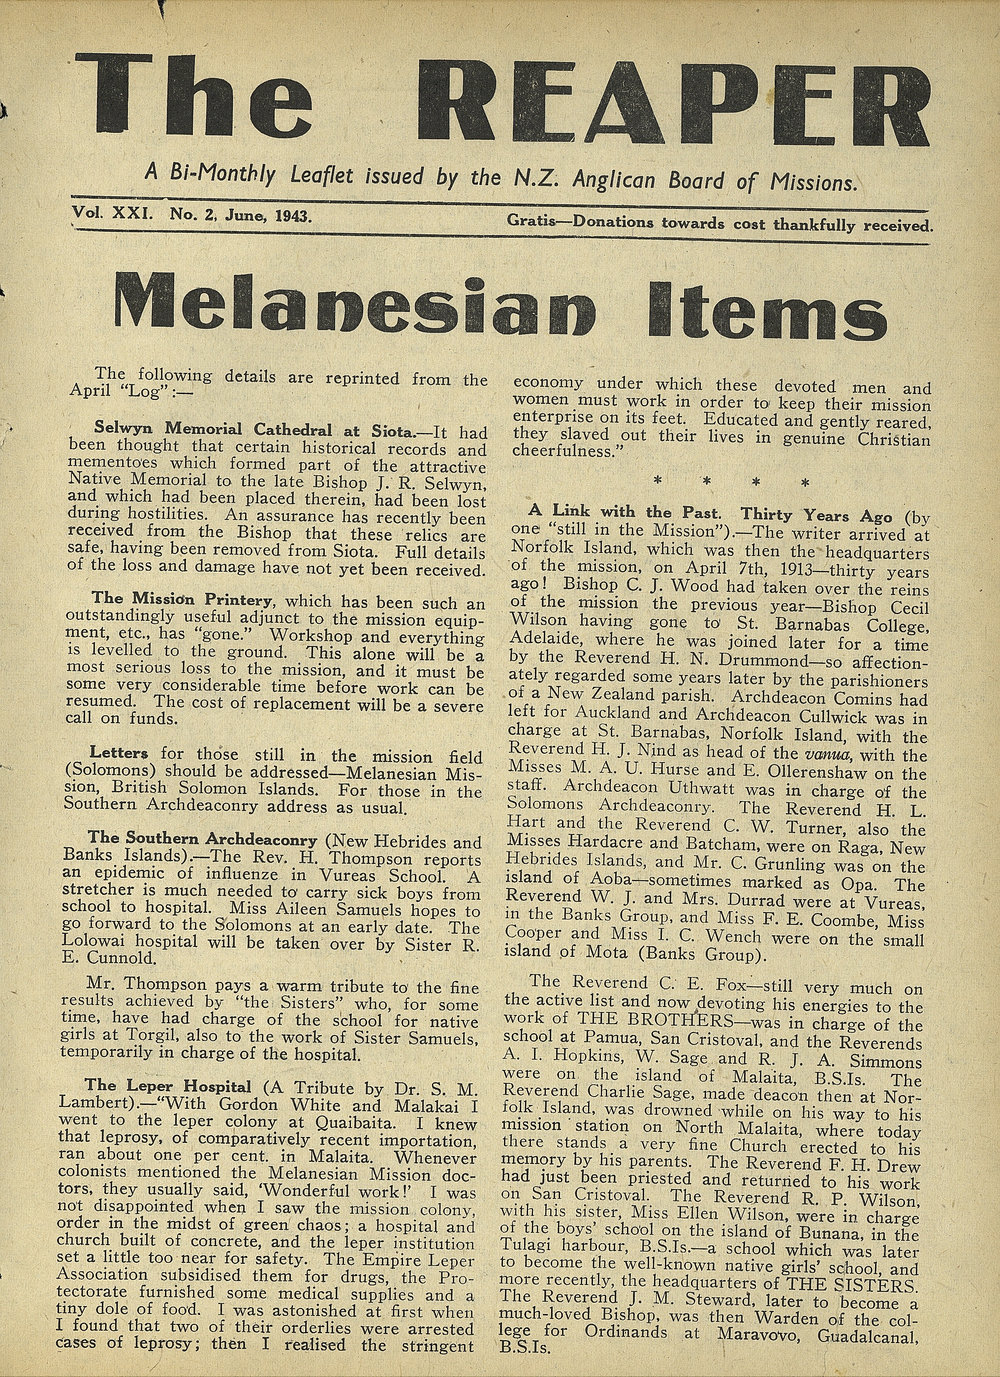 The REAPER
A Bi-Monthly Leaflet issued by the N.Z. Anglican Board of Missions.
Vol. XXI. No. 2, June, 1943.
Gratis—Donations towards cost thankfully received.
Melanesian Items
The following details are reprinted from the
April “Log”:—
Selwyn Memorial Cathedral at Siota.—It had
been thought that certain historical records and
mementoes which formed part of the attractive
Native Memorial to the late Bishop J. R. Selwyn,
and which had been placed therein, had been lost
during hostilities. An assurance has recently been
received from the Bishop that these relics are
safe, having been removed from Siota. Full details
of the loss and damage have not yet been received.
The Mission Printery, which has been such an
outstandingly useful adjunct to the mission equip-
ment, etc., has “gone.” Workshop and everything
is levelled to the ground. This alone will be a
most serious loss to the mission, and it must be
some very considerable time before work can be
resumed. The cost of replacement will be a severe
call on funds.
Letters for those still in the mission field
(Solomons) should be addressed—Melanesian Mis-
sion, British Solomon Islands. For those in the
Southern Archdeaconry address as usual.
The Southern Archdeaconry (New Hebrides and
Banks Islands).—The Rev. H. Thompson reports
an epidemic of influenze in Vureas School. A
stretcher is much needed to carry sick boys from
school to hospital. Miss Aileen Samuels hopes to
go forward to the Solomons at an early date. The
Lolowai hospital will be taken over by Sister R.
E. Cunnold.
Mr. Thompson pays a warm tribute to the fine
results achieved by “the Sisters” who, for some
time, have had charge of the school for native
girls at Torgil, also to the work of Sister Samuels,
temporarily in charge of the hospital.
The Leper Hospital (A Tribute by Dr. S. M.
Lambert).—“With Gordon White and Malakai I
went to the leper colony at Quaibaita. I knew
that leprosy, of comparatively recent importation,
ran about one per cent. in Malaita. Whenever
colonists mentioned the Melanesian Mission doc-
tors, they usually said, ‘Wonderful work!’ I was
not disappointed when I saw the mission colony,
order in the midst of green chaos; a hospital and
church built of concrete, and the leper institution
set a little too near for safety. The Empire Leper
Association subsidised them for drugs, the Pro-
tectorate furnished some medical supplies and a
tiny dole of food. I was astonished at first when
I found that two of their orderlies were arrested
cases of leprosy; then I realised the stringent
economy under which these devoted men and
women must work in order to keep their mission
enterprise on its feet. Educated and gently reared,
they slaved out their lives in genuine Christian
cheerfulness.”
* * * *
A Link with the Past. Thirty Years Ago (by
one “still in the Mission”).—The writer arrived at
Norfolk Island, which was then the headquarters
of the mission, on April 7th, 1913—thirty years
ago! Bishop C. J. Wood had taken over the reins
of the mission the previous year—Bishop Cecil
Wilson having gone to St. Barnabas College,
Adelaide, where he was joined later for a time
by the Reverend H. N. Drummond—so affection-
ately regarded some years later by the parishioners
of a New Zealand parish. Archdeacon Comins had
left for Auckland and Archdeacon Cullwick was in
charge at St. Barnabas, Norfolk Island, with the
Reverend H. J. Nind as head of the vanua, with the
Misses M. A. U. Hurse and E. Ollerenshaw on the
staff. Archdeacon Uthwatt was in charge of the
Solomons Archdeaconry. The Reverend H. L.
Hart and the Reverend C. W. Turner, also the
Misses Hardacre and Batcham, were on Raga, New
Hebrides Islands, and Mr. C. Grunling was on the
island of Aoba—sometimes marked as Opa. The
Reverend W. J. and Mrs. Durrad were at Vureas,
in the Banks Group, and Miss F. E. Coombe, Miss
Cooper and Miss I. C. Wench were on the small
island of Mota (Banks Group).
The Reverend C. E. Fox—still very much on
the active list and now devoting his energies to the
work of THE BROTHERS—was in charge of the
school at Pamua, San Cristoval, and the Reverends
A. I. Hopkins, W. Sage and R. J. A. Simmons
were on the island of Malaita, B.S.Is. The
Reverend Charlie Sage, made deacon then at Nor-
folk Island, was drowned while on his way to his
mission station on North Malaita, where today
there stands a very fine Church erected to his
memory by his parents. The Reverend F. H. Drew
had just been priested and returned to his work
on San Cristoval. The Reverend R. P. Wilson,
with his sister, Miss Ellen Wilson, were in charge
of the boys’ school on the island of Bunana, in the
Tulagi harbour, B.S.Is.—a school which was later
to become the well-known native girls’ school, and
more recently, the headquarters of THE SISTERS.
The Reverend J. M. Steward, later to become a
much-loved Bishop, was then Warden of the col-
lege for Ordinands at Maravovo, Guadalcanal,
B.S.Is.